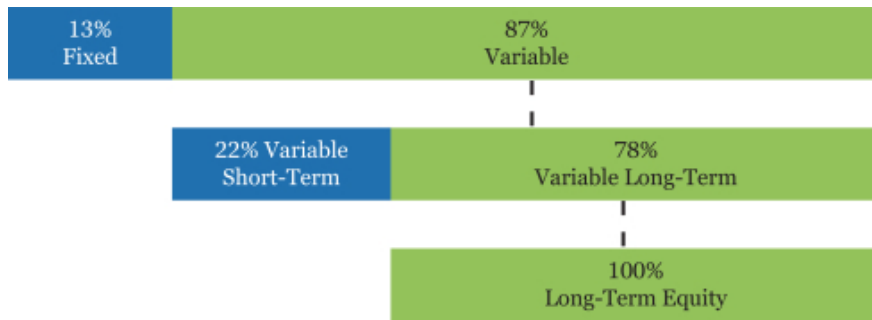 13%
Fixed
87%
Variable
22% Variable
Short-Term
78%
Variable Long-Term
100%
Long-Term Equity